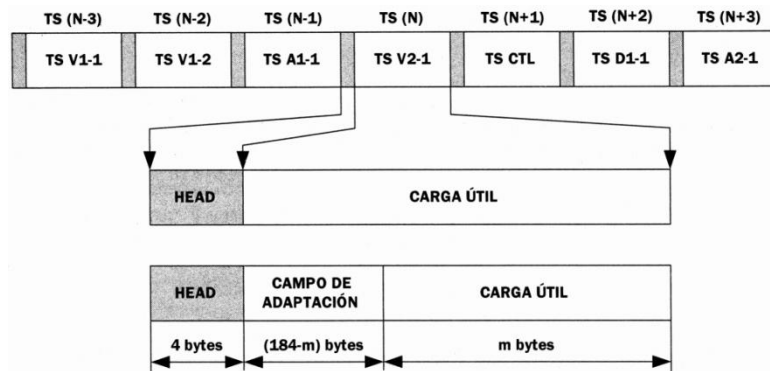 TS (N-3) TS (N-2) TS (N-1) TS (N) TS (N+1) TS (N+2) TS (N+3)
TS V1-1 TS V1-2 TS A1-1 TS V2-1 TS CTL TS D1-1 TS A2-1
HEAD CARGA ÚTIL
HEAD CAMPO DE ADAPTACIÓN CARGA ÚTIL
4 bytes (184-m) bytes m bytes